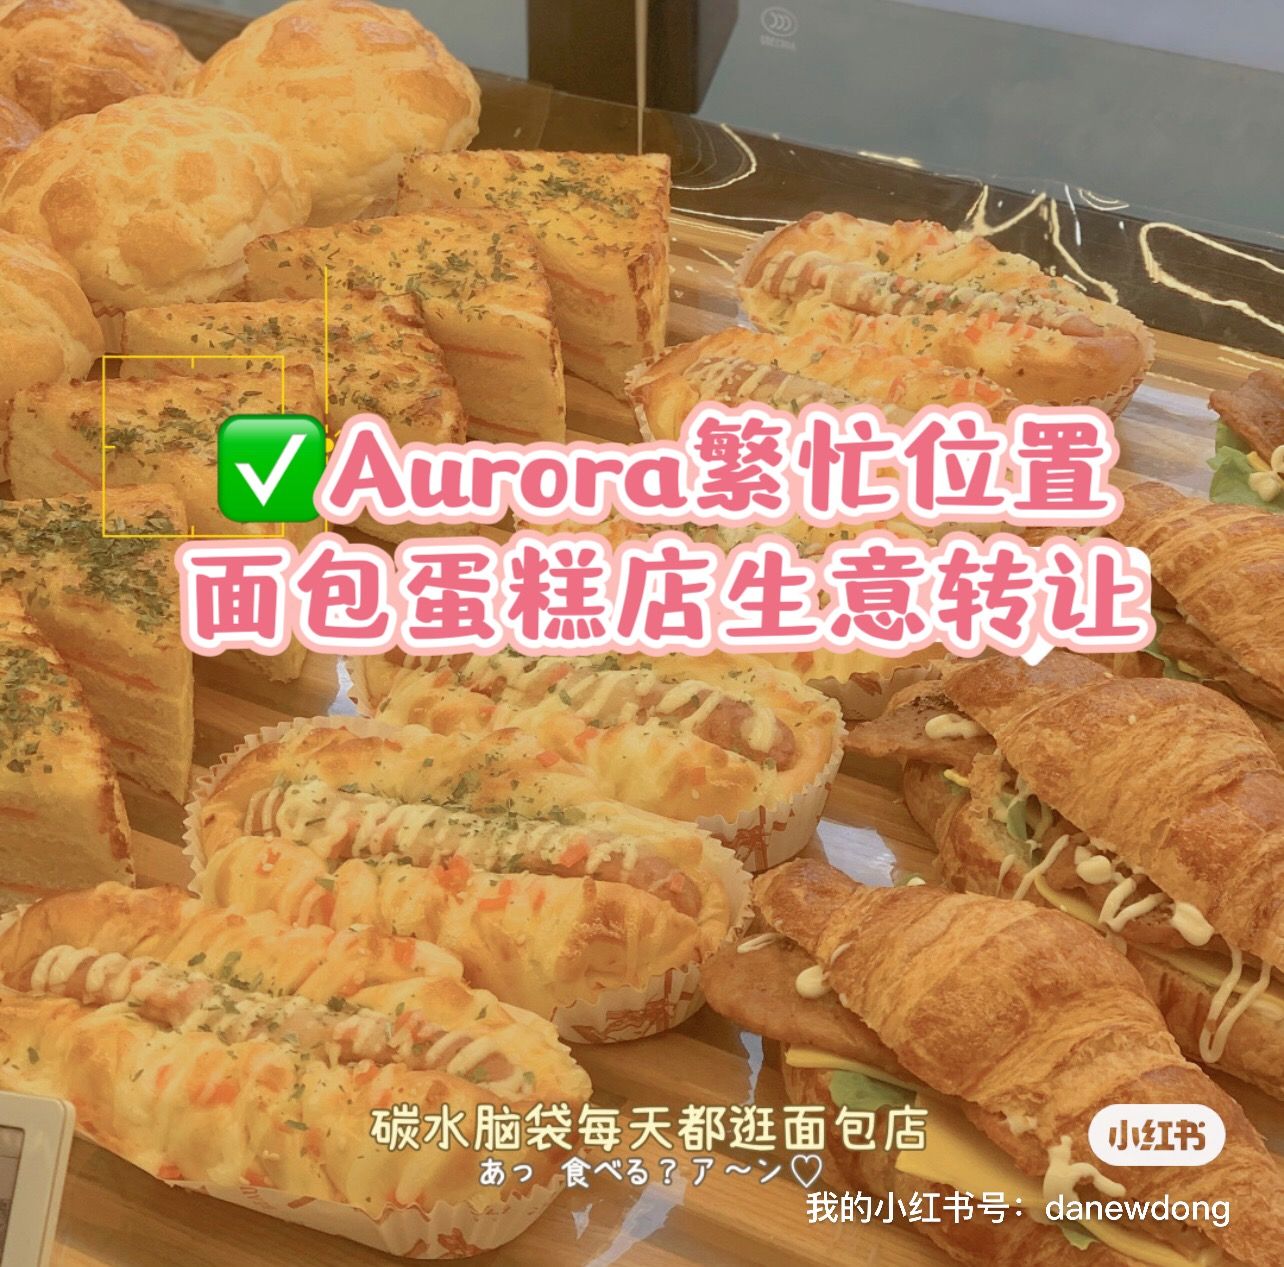 ✅Aurora繁忙位置
面包蛋糕店生意转让
碳水脑袋每天都逛面包店
あっ 食べる？ア～ン♡
小红书
我的小红书号：danewdong